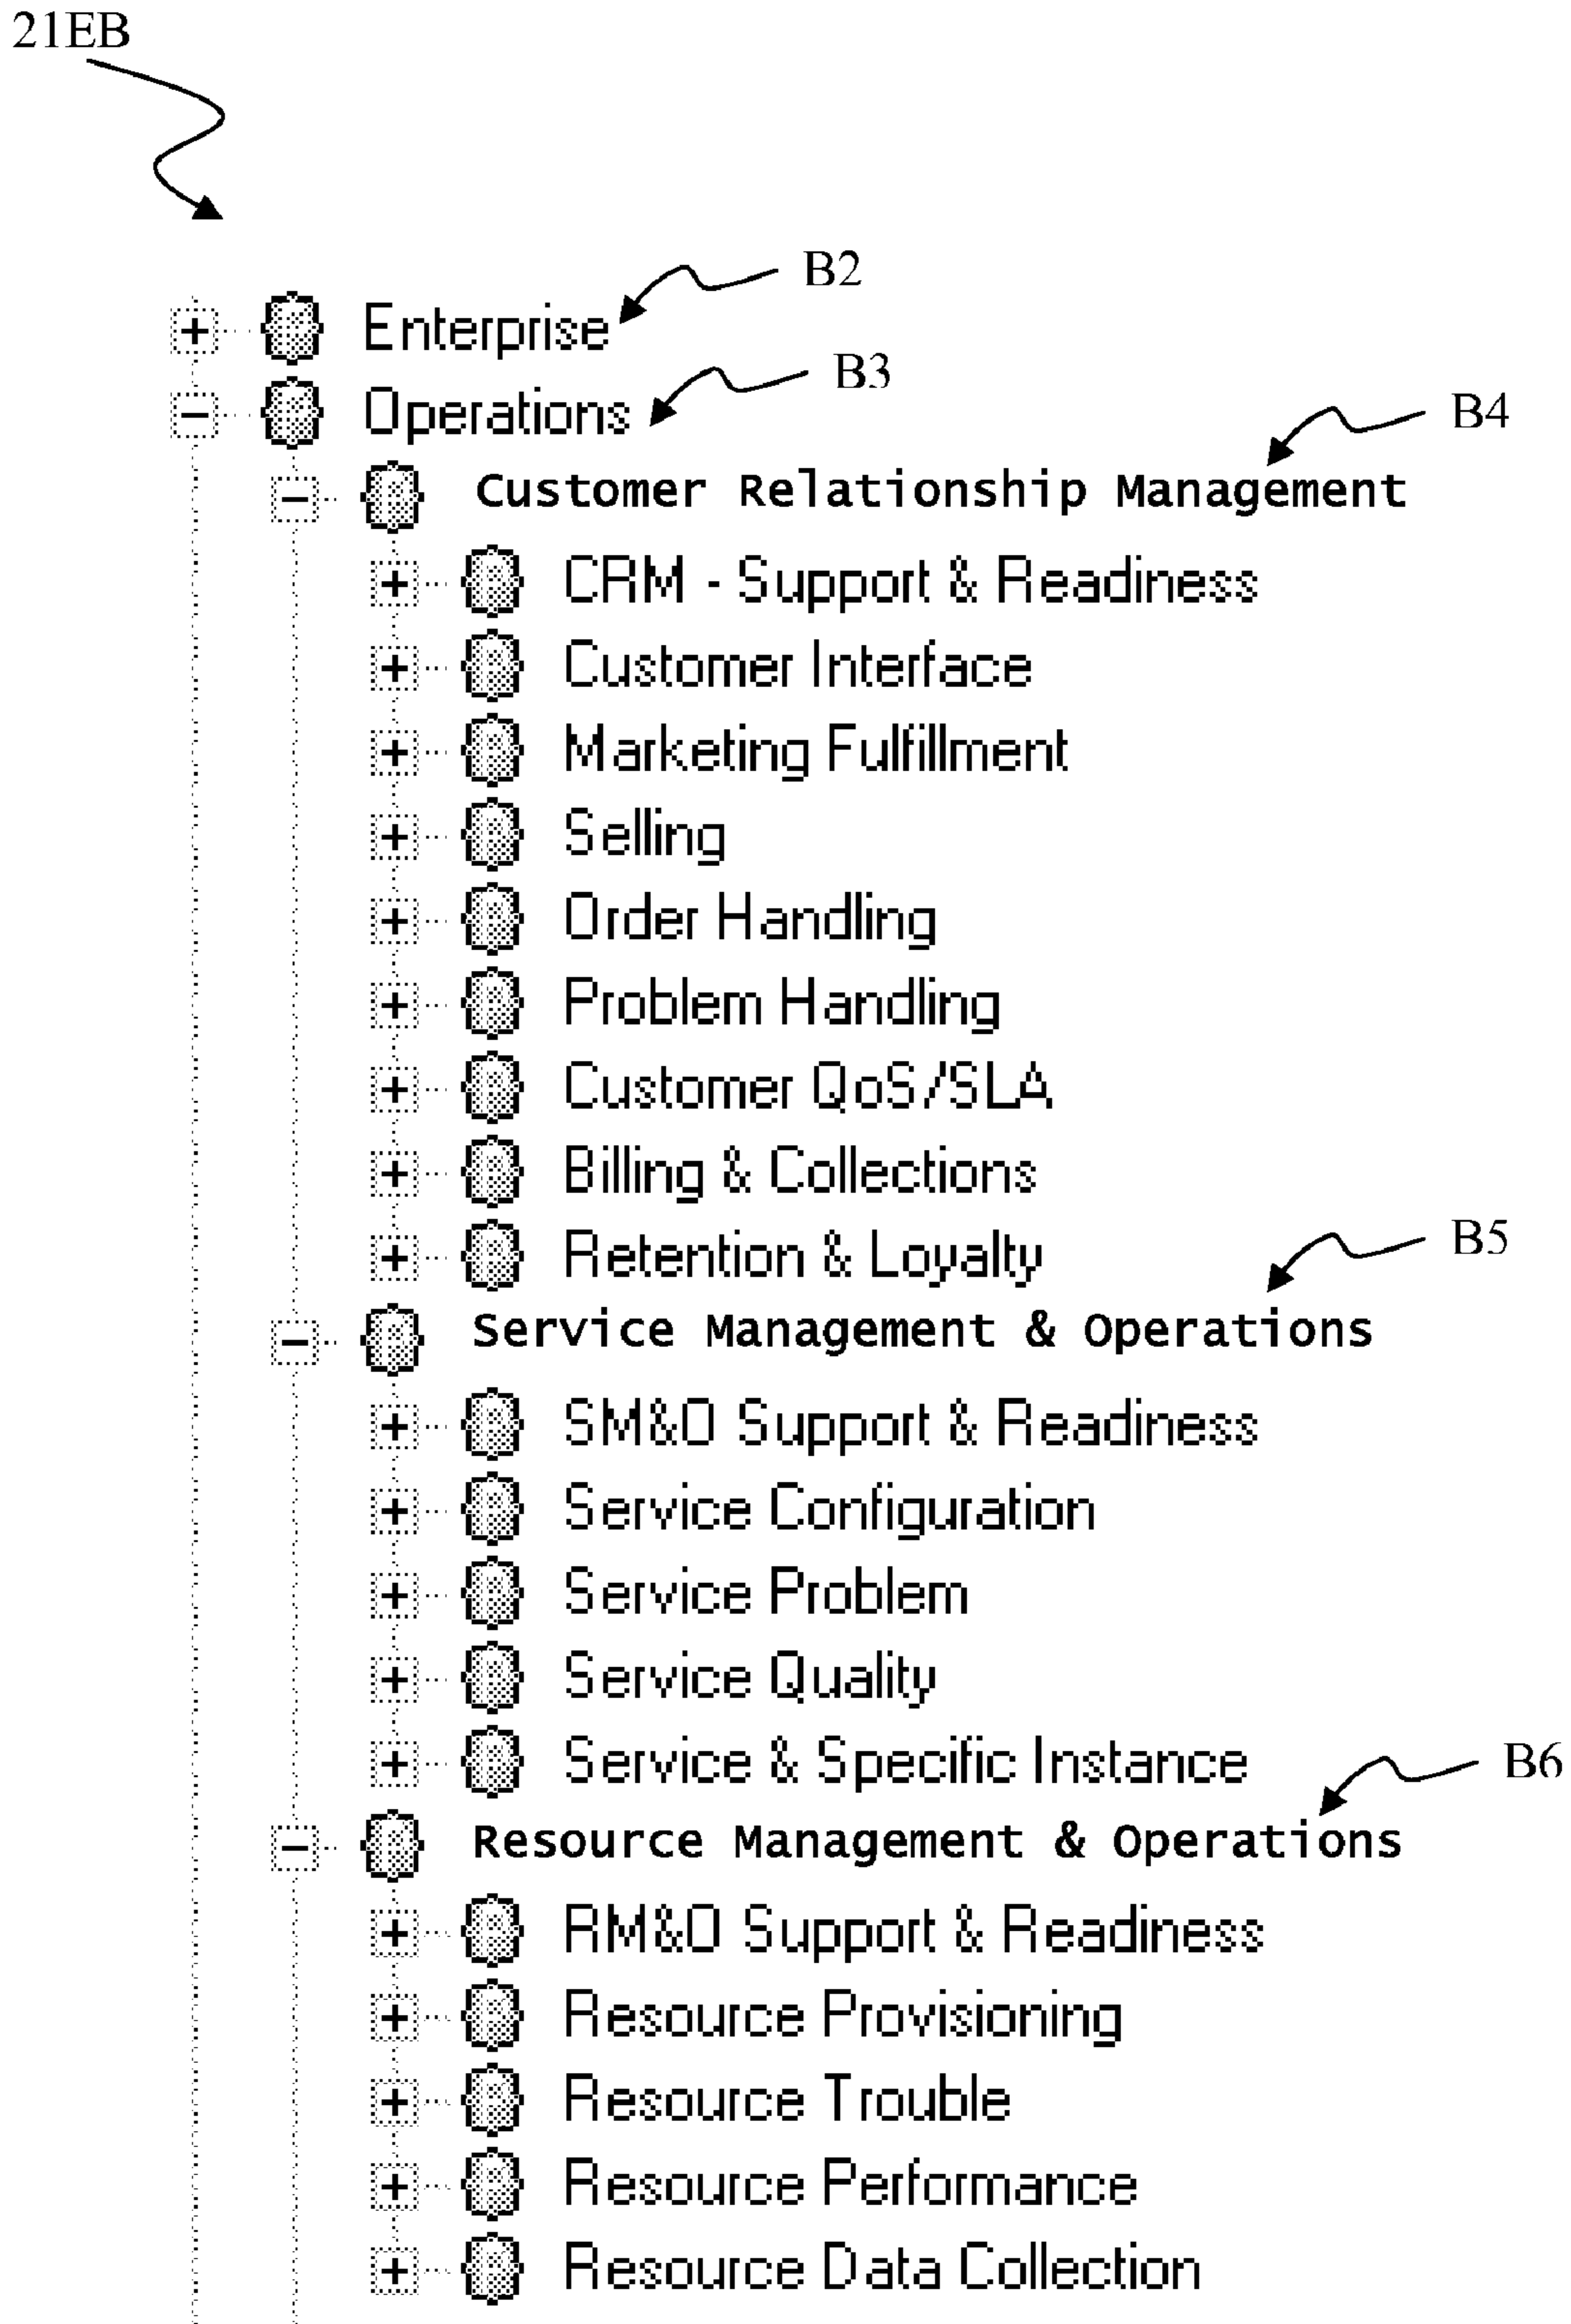 21EB
B2
Enterprise
B3
Operations
B4
Customer Relationship Management
CRM - Support & Readiness
Customer Interface
Marketing Fulfillment
Selling
Order Handling
Problem Handling
Customer QoS/SLA
Billing & Collections
Retention & Loyalty
B5
Service Management & Operations
SM&O Support & Readiness
Service Configuration
Service Problem
Service Quality
Service & Specific Instance
B6
Resource Management & Operations
RM&O Support & Readiness
Resource Provisioning
Resource Trouble
Resource Performance
Resource Data Collection